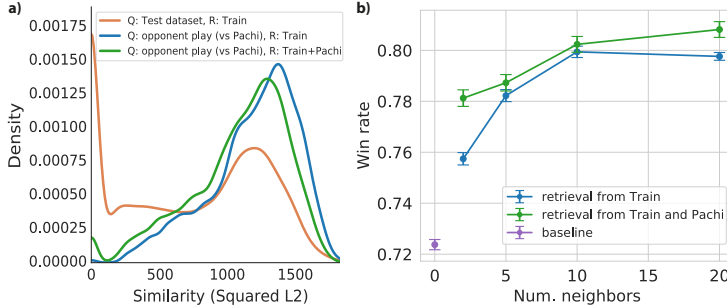 a)
Q: Test dataset, R: Train
Q: opponent play (vs Pachi), R: Train
Q: opponent play (vs Pachi), R: Train+Pachi
Density
0.00175
0.00150
0.00125
0.00100
0.00075
0.00050
0.00025
0.00000
0 500 1000 1500
Similarity (Squared L2)
b)
Win rate
0.80
0.78
0.76
0.74
0.72
retrieval from Train
retrieval from Train and Pachi
baseline
0 5 10 15 20
Num. neighbors